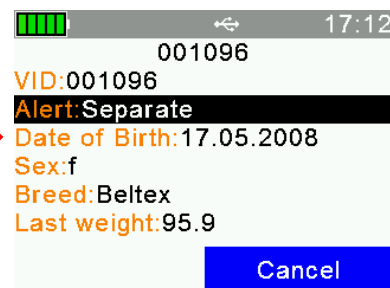 17:12
001096
VID:001096
Alert:Separate
Date of Birth:17.05.2008
Sex:f
Breed:Beltex
Last weight:95.9
Cancel